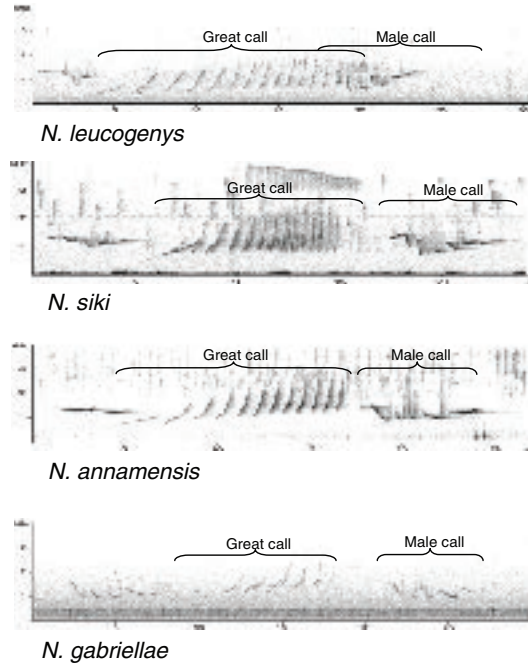 Great call
Male call
N. leucogenys
Great call
Male call
N. siki
Great call
Male call
N. annamensis
Great call
Male call
N. gabriellae